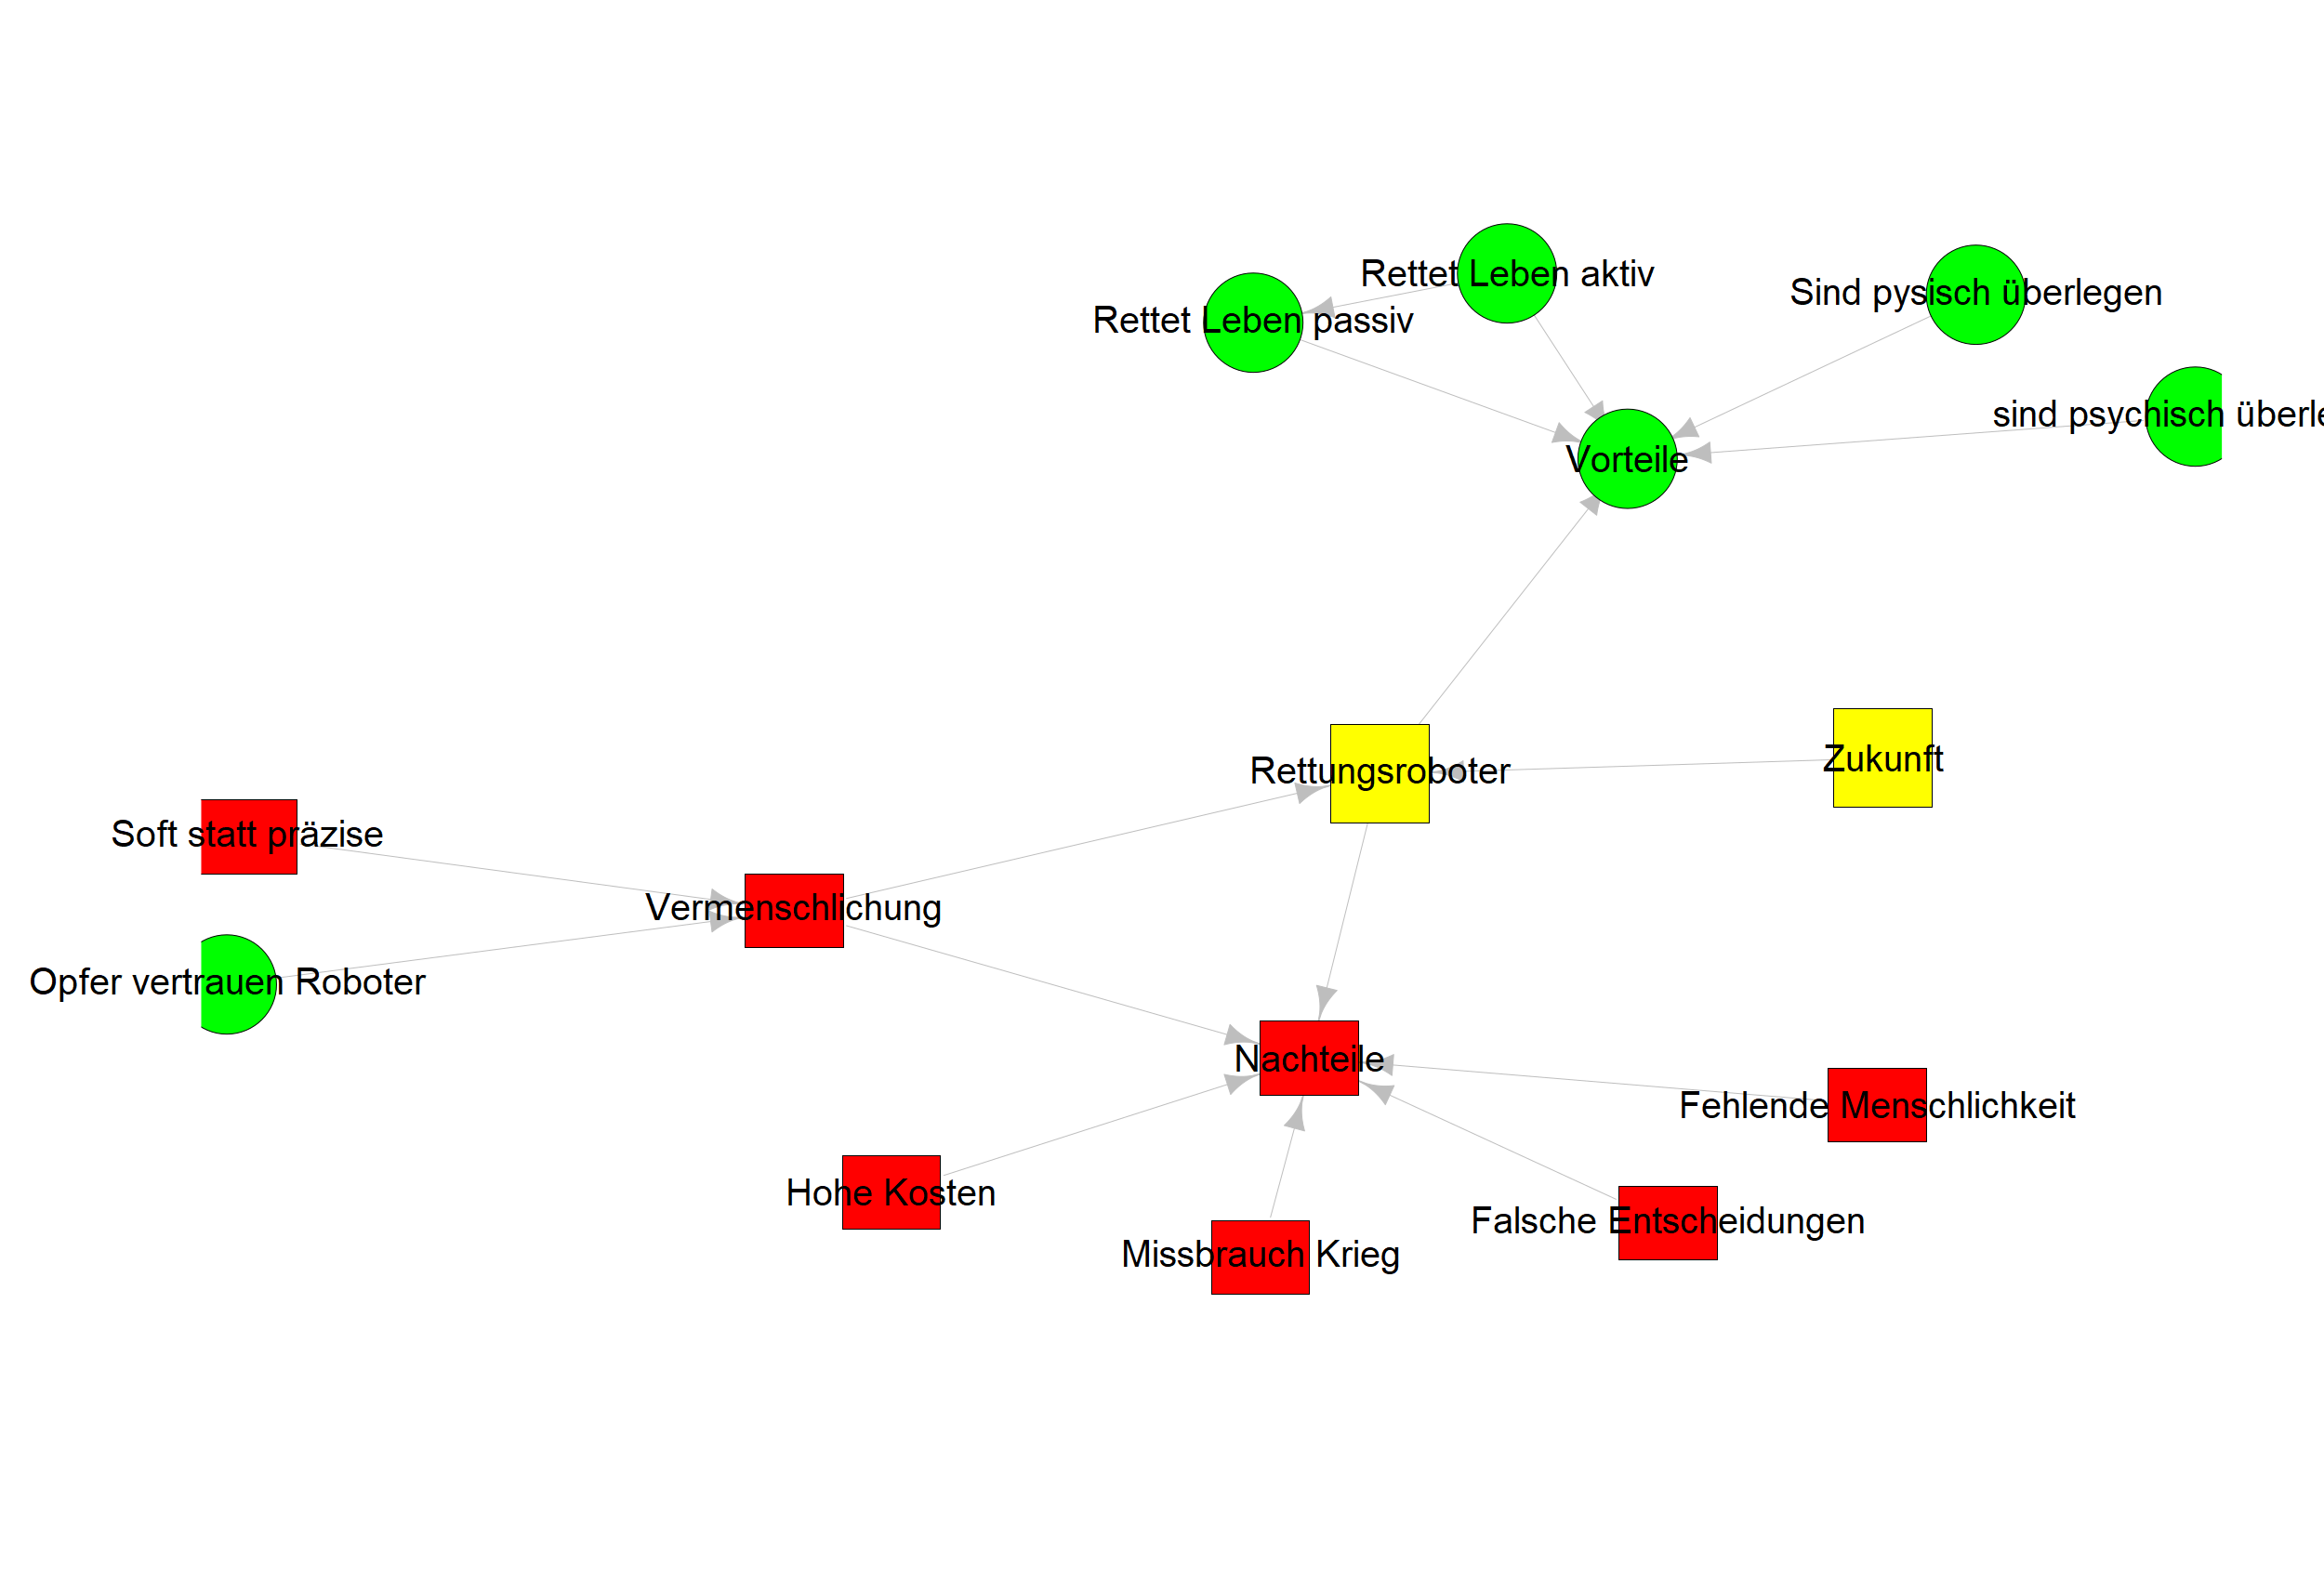 Rettet Leben aktiv
Sind pysisch überlegen
Rettet Leben passiv
sind psychisch
Vorteile
Zukunft
Rettungsroboter
Soft statt präzise
Vermenschlichung
Opfer vertrauen Roboter
Nachteile
Fehlende Menschlichkeit
Hohe Kosten
Falsche Entscheidungen
Missbrauch Krieg